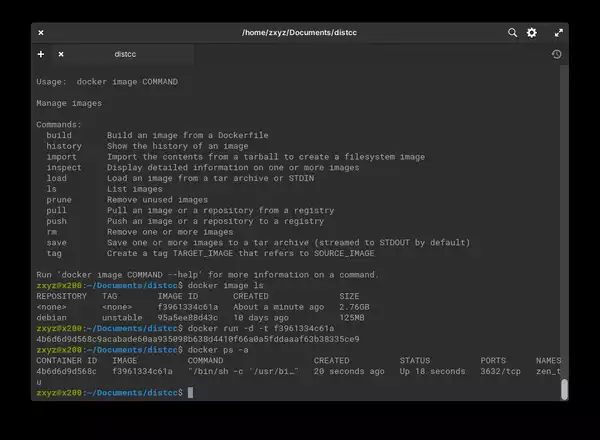 /home/zxyz/Documents/distcc
distcc
Usage:  docker image COMMAND
Manage images
Commands:
  build       Build an image from a Dockerfile
  history     Show the history of an image
  import      Import the contents from a tarball to create a filesystem image
  inspect     Display detailed information on one or more images
  load        Load an image from a tar archive or STDIN
  ls          List images
  prune       Remove unused images
  pull        Pull an image or a repository from a registry
  push        Push an image or a repository to a registry
  rm          Remove one or more images
  save        Save one or more images to a tar archive (streamed to STDOUT by default)
  tag         Create a tag TARGET_IMAGE that refers to SOURCE_IMAGE
Run 'docker image COMMAND --help' for more information on a command.
zxyz@x200:~/Documents/distcc$ docker image ls
REPOSITORY   TAG        IMAGE ID       CREATED              SIZE
<none>       <none>     f3961334c61a   About a minute ago   2.76GB
debian       unstable   95a5ee88d43c   10 days ago          125MB
zxyz@x200:~/Documents/distcc$ docker run -d -t f3961334c61a
4b6d6d9d568c9acabade60aa935098b638d4410f66a0a5fddaaaf63b38335ce9
zxyz@x200:~/Documents/distcc$ docker ps -a
CONTAINER ID   IMAGE          COMMAND                  CREATED          STATUS          PORTS      NAMES
4b6d6d9d568c   f3961334c61a   "/bin/sh -c '/usr/bi…"   20 seconds ago   Up 18 seconds   3632/tcp   zen_t
u
zxyz@x200:~/Documents/distcc$